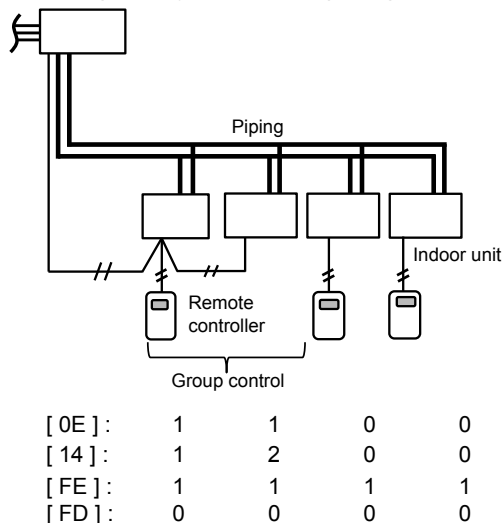 Piping
Indoor unit
Remote
controller
Group control
[ 0E ] : 1 1 0 0
[ 14 ] : 1 2 0 0
[ FE ] : 1 1 1 1
[ FD ] : 0 0 0 0